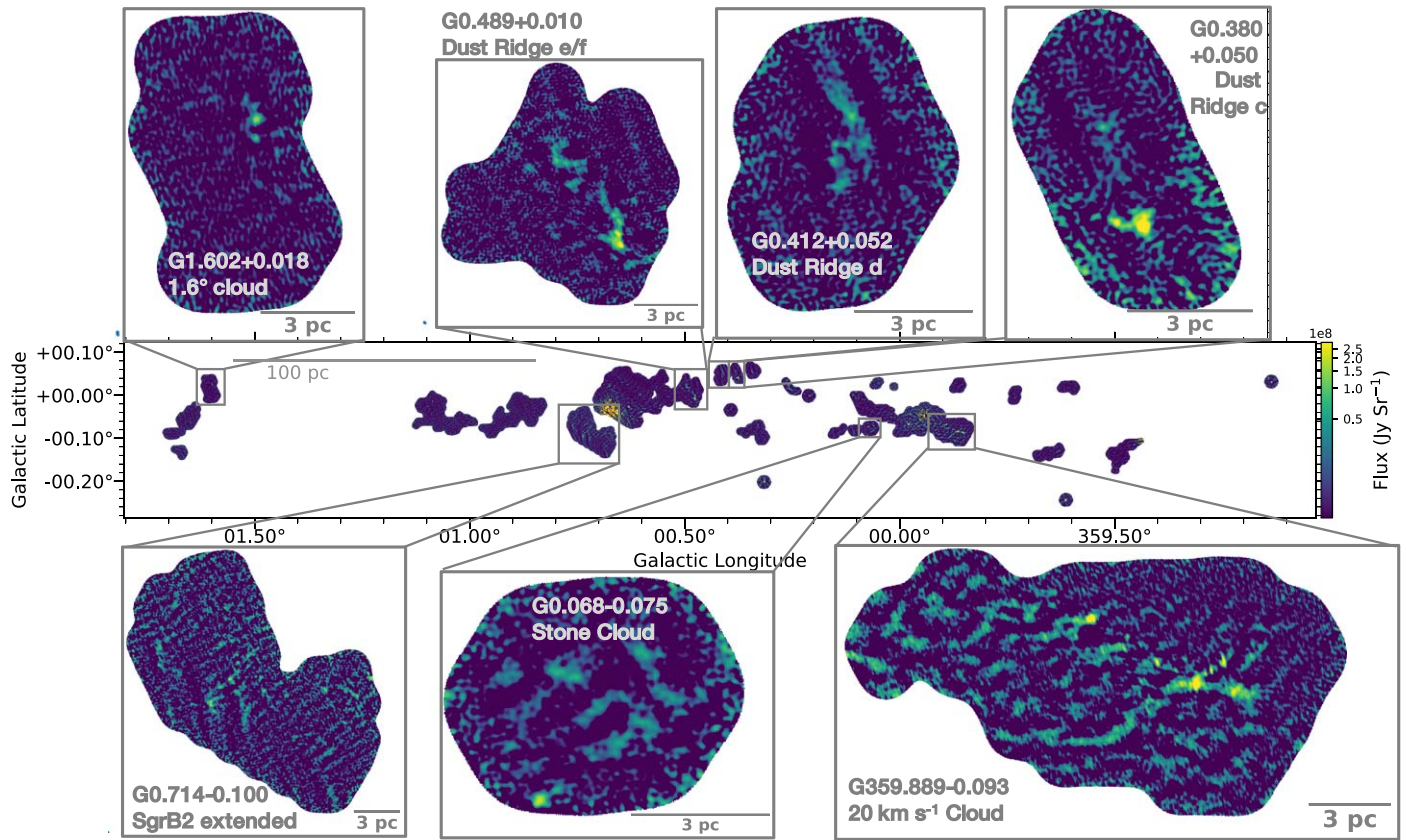 G0.489+0.010
Dust Ridge e/f
G0.380
+0.050
Dust
Ridge c
G1.602+0.018
1.6° cloud
3 pc
3 pc
G0.412+0.052
Dust Ridge d
3 pc
3 pc
Galactic Latitude
+00.10°
+00.00°
-00.10°
-00.20°
100 pc
1e8
2.5
2.0
1.5
1.0
0.5
Flux (Jy Sr⁻¹)
01.50°
01.00°
00.50°
00.00°
359.50°
Galactic Longitude
G0.714-0.100
SgrB2 extended
3 pc
G0.068-0.075
Stone Cloud
3 pc
G359.889-0.093
20 km s⁻¹ Cloud
3 pc